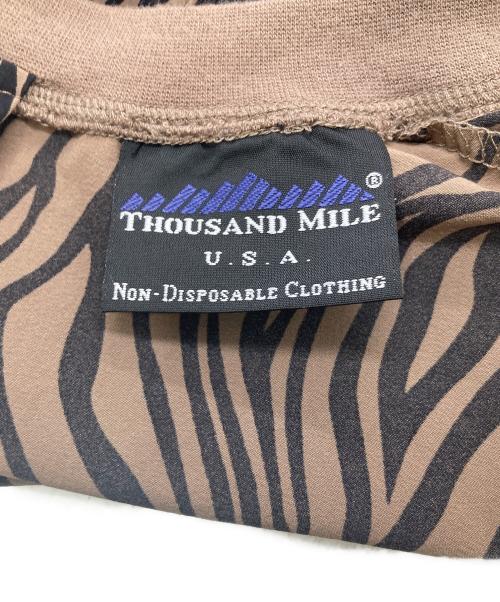 ®
THOUSAND MILE
U.S.A.
NON-DISPOSABLE CLOTHING